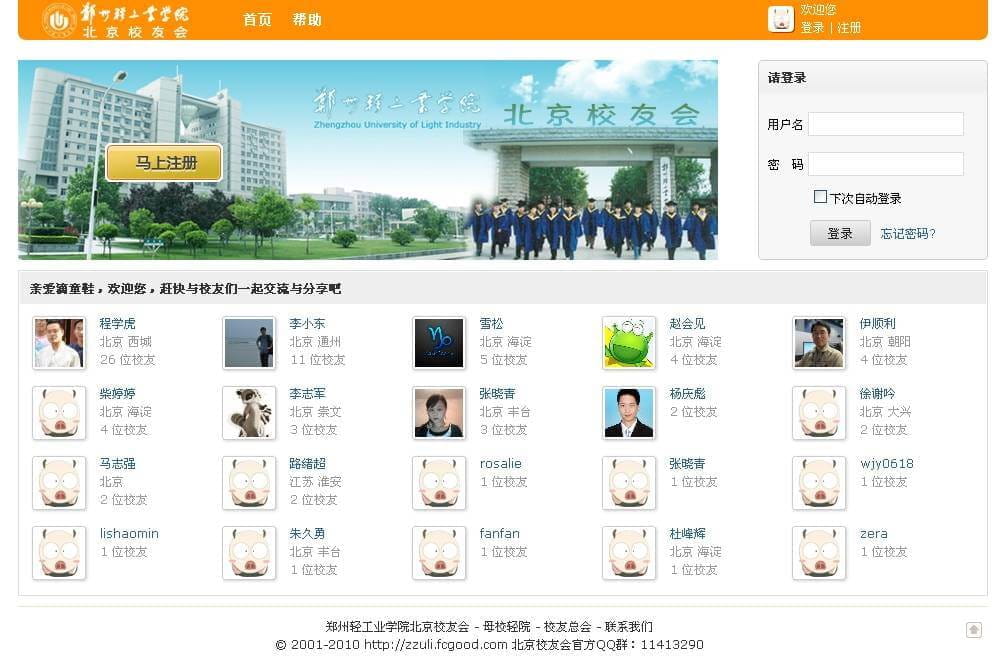 郑州轻工业学院
北京校友会
首页 帮助
欢迎您
登录 | 注册
郑州轻工业学院 北京校友会
Zhengzhou University of Light Industry
马上注册
请登录
用户名
密 码
下次自动登录
登录 忘记密码?
亲爱滴童鞋，欢迎您，赶快与校友们一起交流与分享吧
程学虎
北京 西城
26 位校友
李小东
北京 通州
11 位校友
雪松
北京 海淀
5 位校友
赵会见
北京 海淀
4 位校友
伊顺利
北京 朝阳
4 位校友
柴婷婷
北京 海淀
4 位校友
李志军
北京 崇文
3 位校友
张晓青
北京 丰台
3 位校友
杨庆彪
2 位校友
徐谢吟
北京 大兴
2 位校友
马志强
北京
2 位校友
路绪超
江苏 淮安
2 位校友
rosalie
1 位校友
张晓青
1 位校友
wjy0618
1 位校友
lishaomin
1 位校友
朱久勇
北京 丰台
1 位校友
fanfan
1 位校友
杜峰辉
北京 海淀
1 位校友
zera
1 位校友
郑州轻工业学院北京校友会 - 母校轻院 - 校友总会 - 联系我们
© 2001-2010 http://zzuli.fcgood.com 北京校友会官方QQ群：11413290